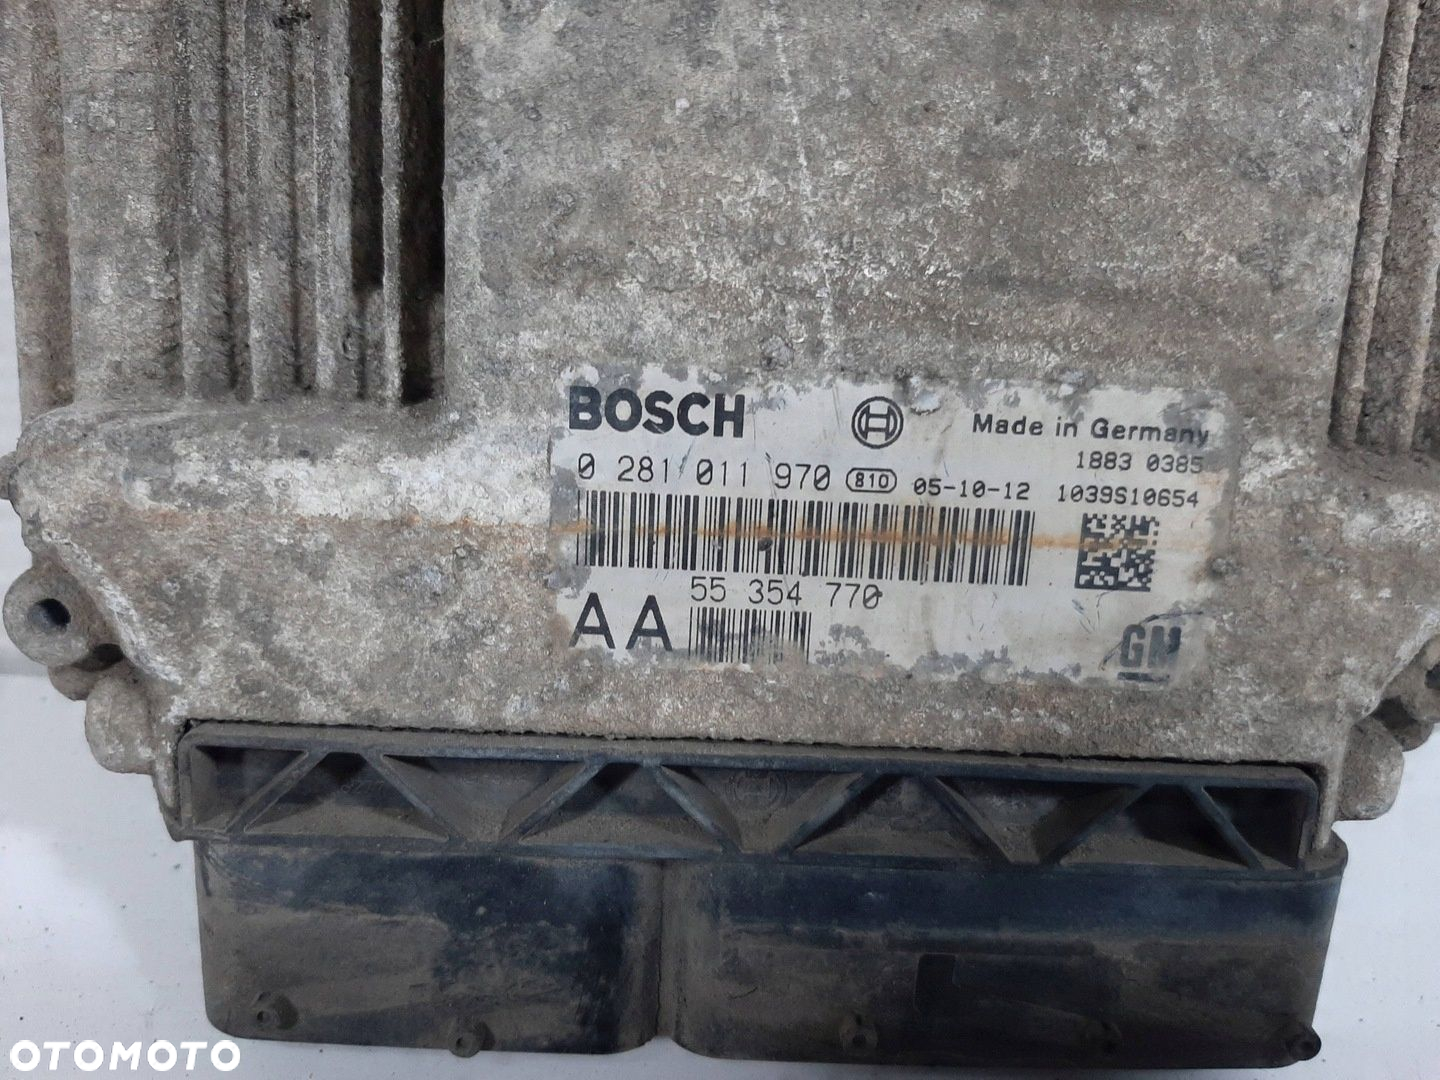 BOSCH Made in Germany
1883 0385
0 281 011 970 810 05-10-12 1039S10654
55 354 770
AA
GM
OTOMOTO